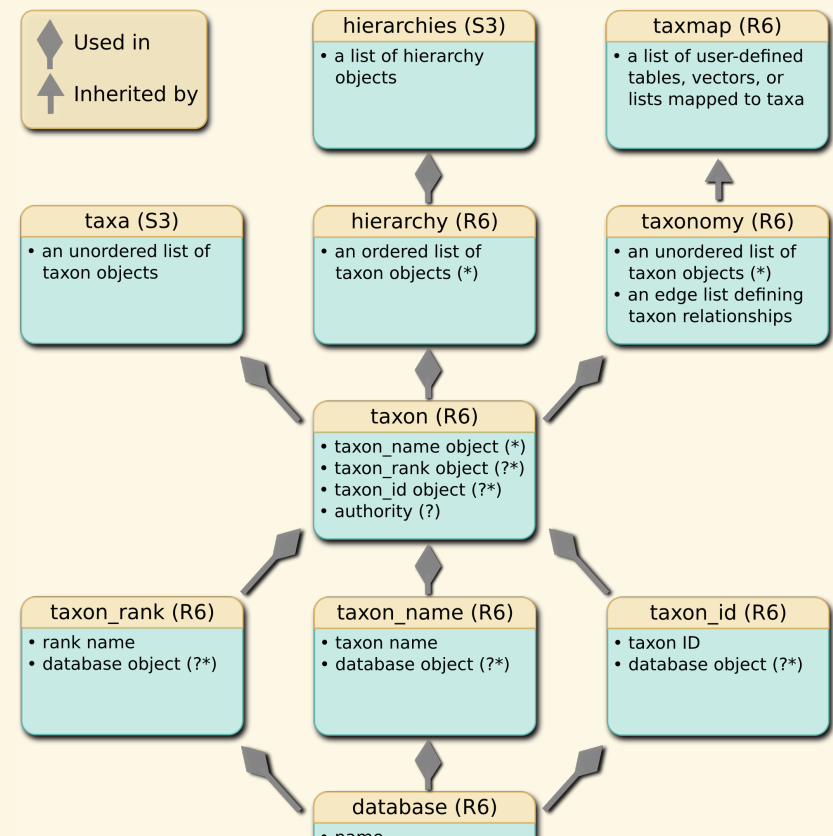 Used in
Inherited by
hierarchies (S3)
• a list of hierarchy
objects
taxmap (R6)
• a list of user-defined
tables, vectors, or
lists mapped to taxa
taxa (S3)
• an unordered list of
taxon objects
hierarchy (R6)
• an ordered list of
taxon objects (*)
taxonomy (R6)
• an unordered list of
taxon objects (*)
• an edge list defining
taxon relationships
taxon (R6)
• taxon_name object (*)
• taxon_rank object (?*)
• taxon_id object (?*)
• authority (?)
taxon_rank (R6)
• rank name
• database object (?*)
taxon_name (R6)
• taxon name
• database object (?*)
taxon_id (R6)
• taxon ID
• database object (?*)
database (R6)
• name